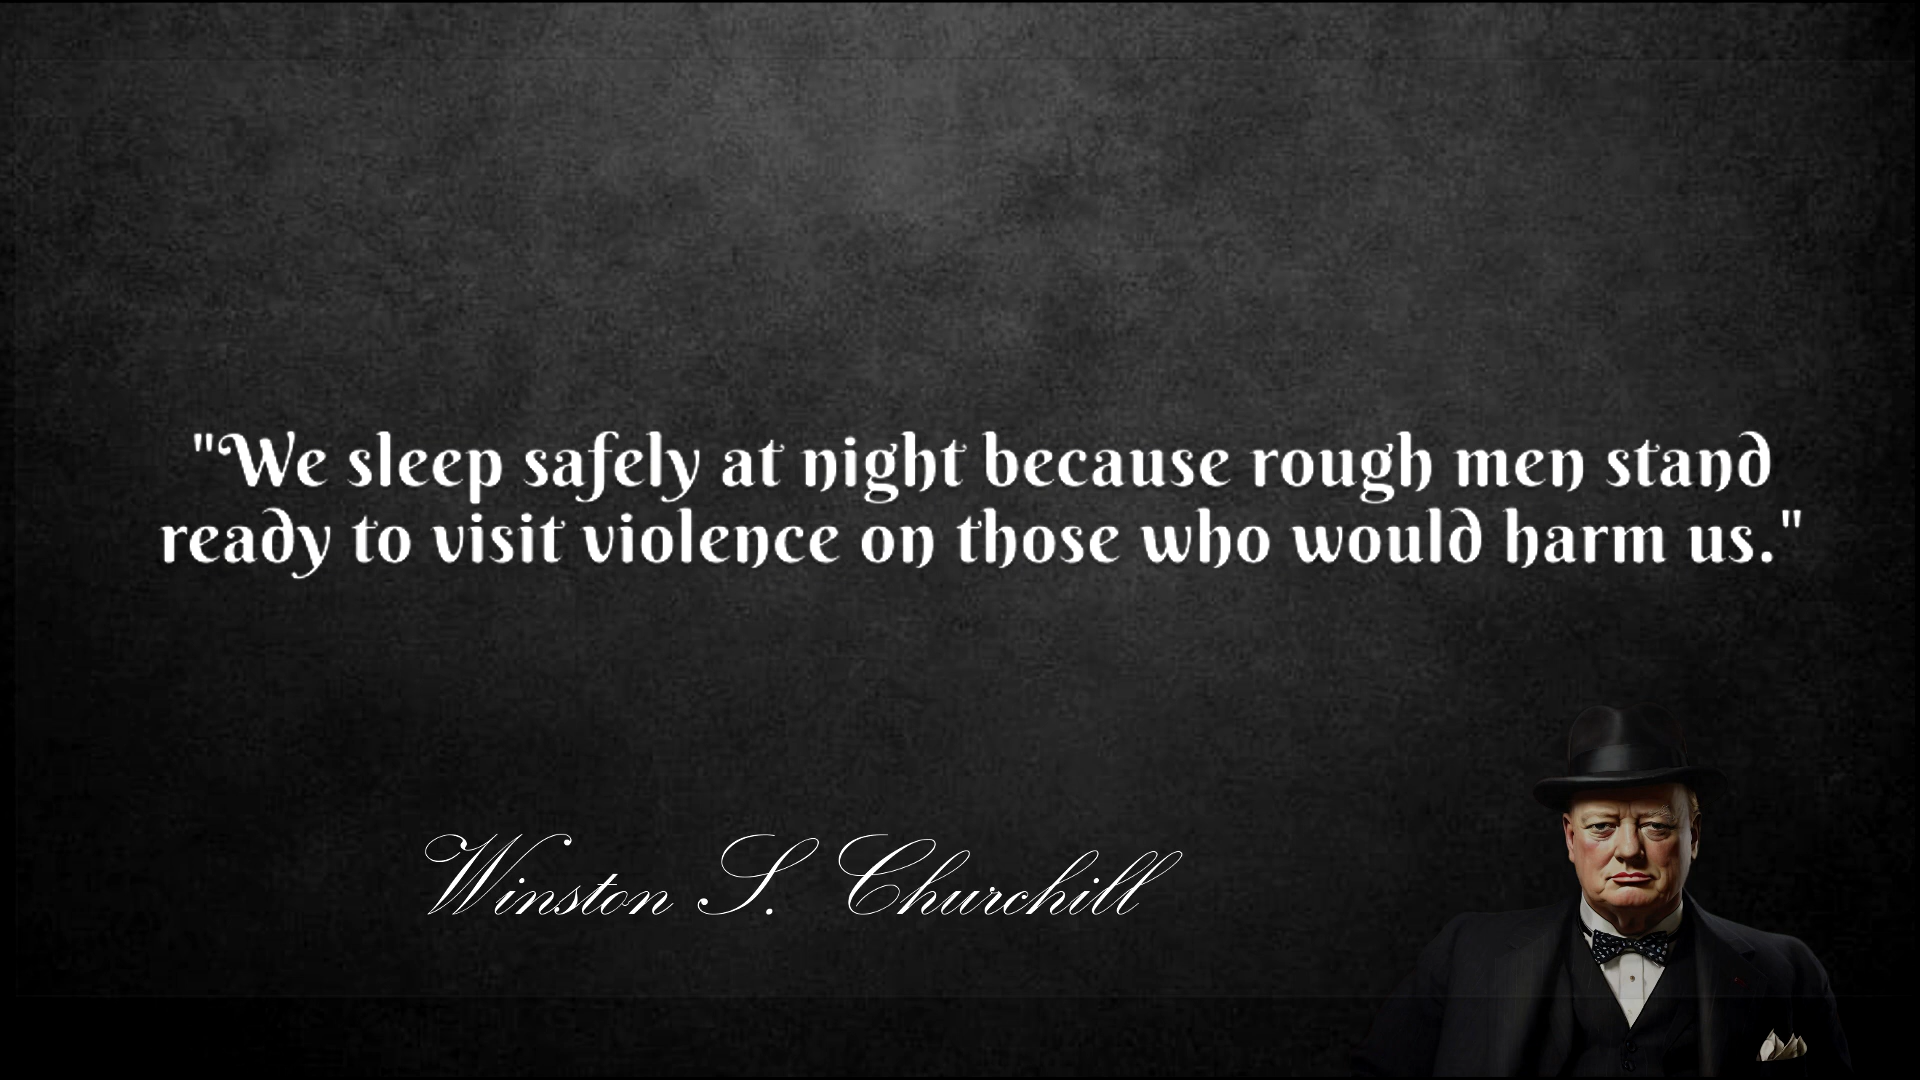 "We sleep safely at night because rough men stand
ready to visit violence on those who would harm us."
Winston S. Churchill